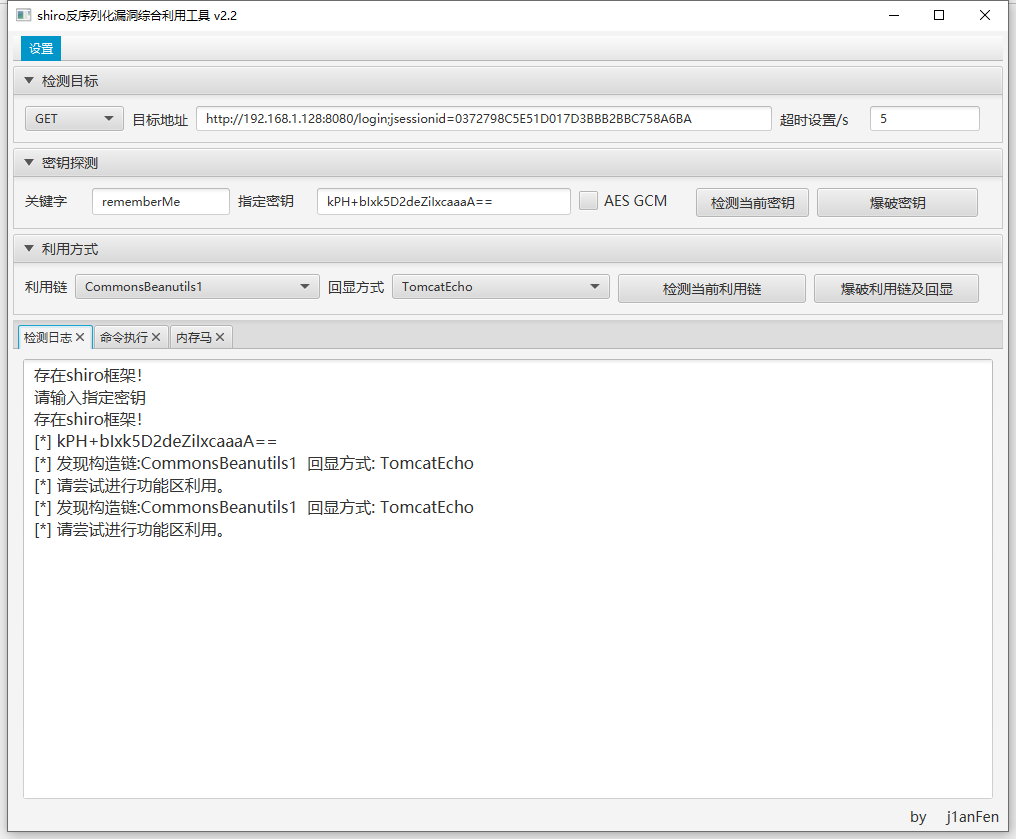 shiro反序列化漏洞综合利用工具 v2.2
设置
检测目标
GET 目标地址 http://192.168.1.128:8080/login;jsessionid=0372798C5E51D017D3BBB2BBC758A6BA 超时设置/s 5
密钥探测
关键字 rememberMe 指定密钥 kPH+bIxk5D2deZiIxcaaaA== AES GCM 检测当前密钥 爆破密钥
利用方式
利用链 CommonsBeanutils1 回显方式 TomcatEcho 检测当前利用链 爆破利用链及回显
检测日志 命令执行 内存马
存在shiro框架!
请输入指定密钥
存在shiro框架!
[*] kPH+bIxk5D2deZiIxcaaaA==
[*] 发现构造链:CommonsBeanutils1 回显方式: TomcatEcho
[*] 请尝试进行功能区利用。
[*] 发现构造链:CommonsBeanutils1 回显方式: TomcatEcho
[*] 请尝试进行功能区利用。
by j1anFen